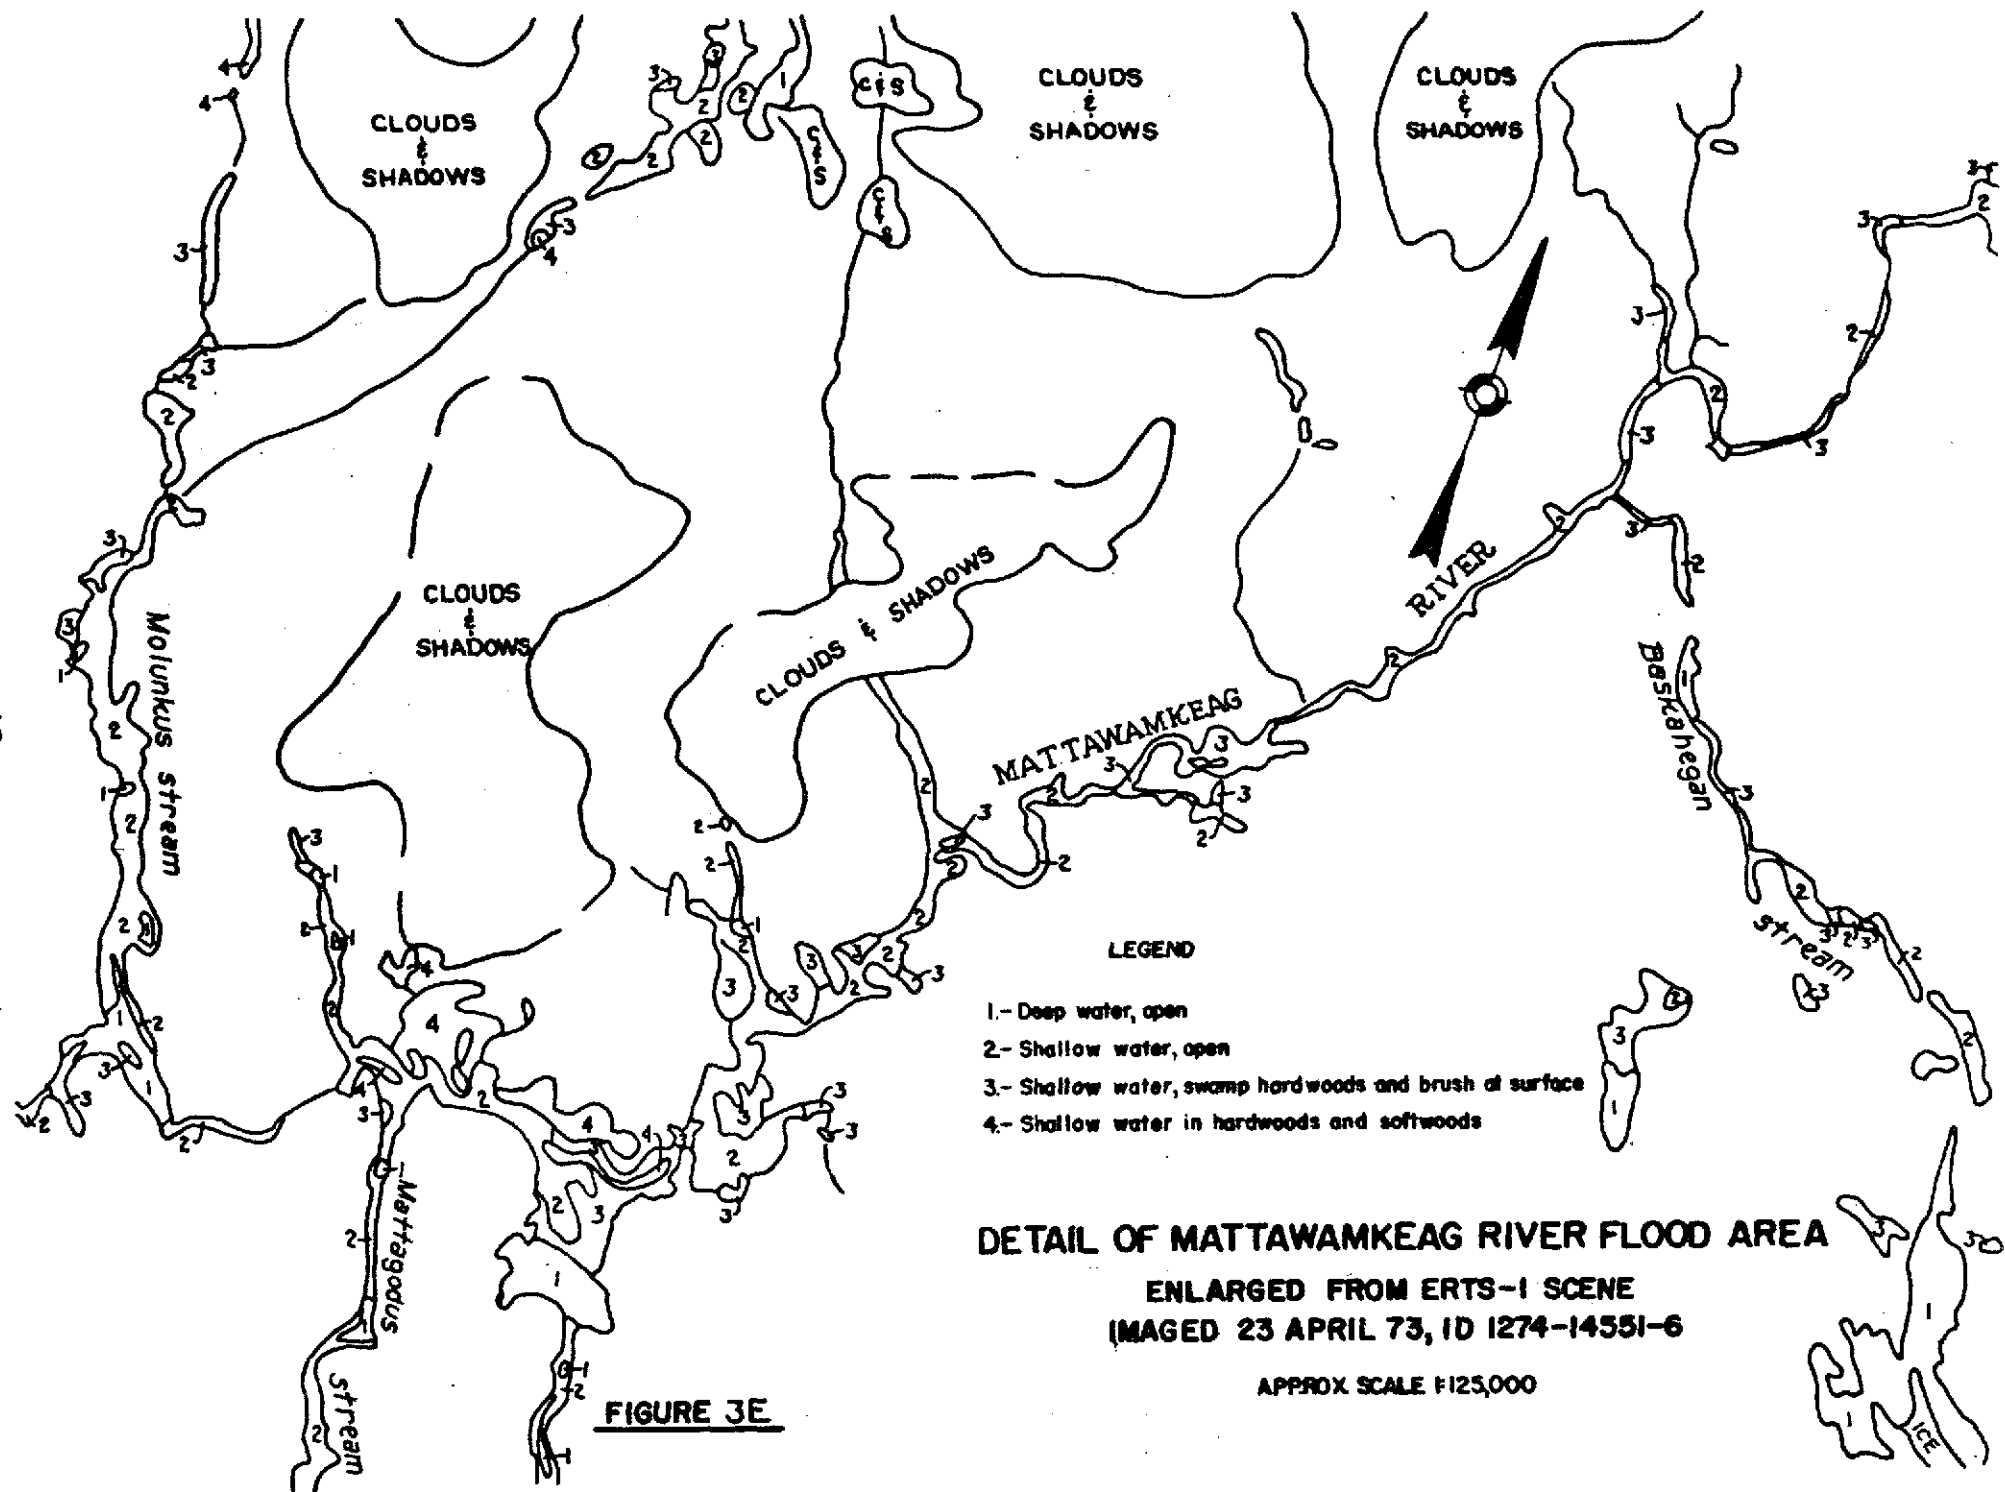 CLOUDS
&
SHADOWS
C & S
C & S
C & S
CLOUDS
&
SHADOWS
CLOUDS
&
SHADOWS
CLOUDS
&
SHADOWS
CLOUDS & SHADOWS
MATTAWAMKEAG RIVER
Molunkus stream
Baskahegan stream
Mattagodus stream
LEGEND
1.- Deep water, open
2.- Shallow water, open
3.- Shallow water, swamp hardwoods and brush at surface
4.- Shallow water in hardwoods and softwoods
DETAIL OF MATTAWAMKEAG RIVER FLOOD AREA
ENLARGED FROM ERTS-1 SCENE
IMAGED 23 APRIL 73, ID 1274-14551-6
APPROX SCALE 1:125,000
ICE
FIGURE 3E